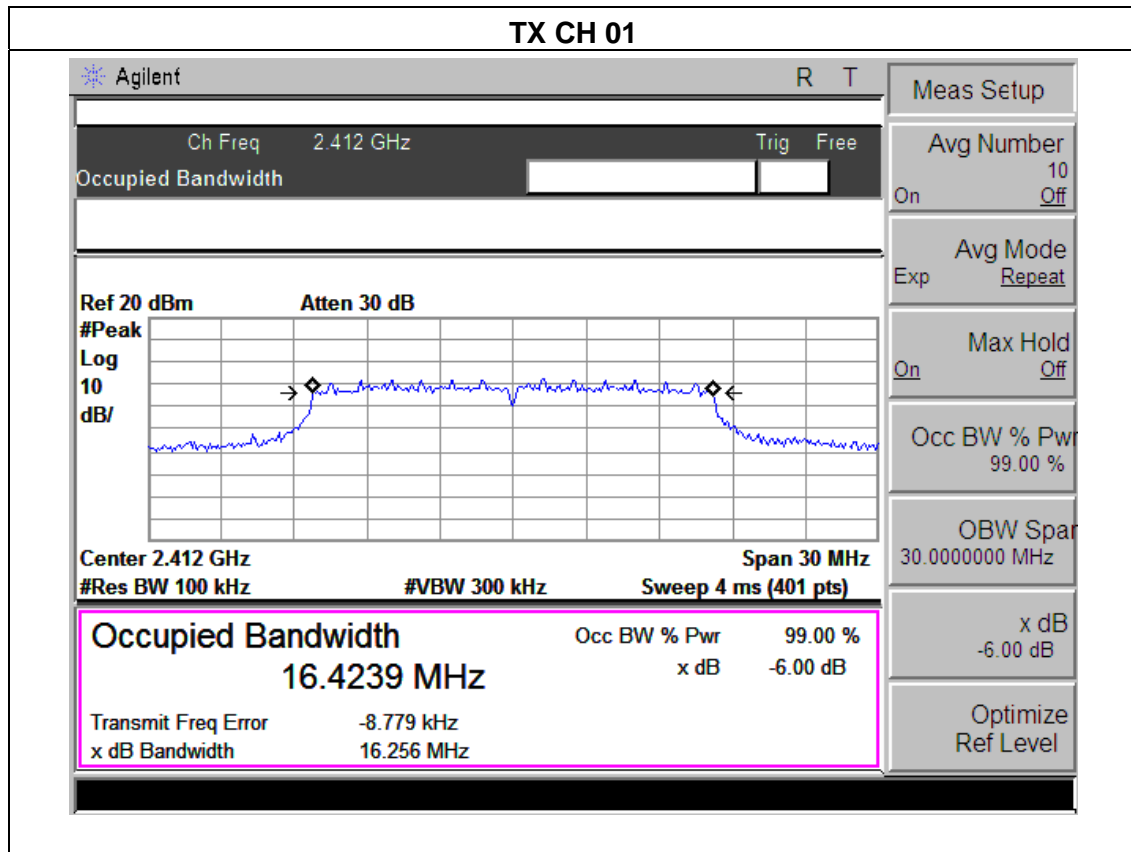 TX CH 01
Agilent R T
Ch Freq 2.412 GHz Trig Free
Occupied Bandwidth
Ref 20 dBm Atten 30 dB
#Peak
Log
10
dB/
Center 2.412 GHz Span 30 MHz
#Res BW 100 kHz #VBW 300 kHz Sweep 4 ms (401 pts)
Occupied Bandwidth Occ BW % Pwr 99.00 %
16.4239 MHz x dB -6.00 dB
Transmit Freq Error -8.779 kHz
x dB Bandwidth 16.256 MHz
Meas Setup
Avg Number
10
On Off
Avg Mode
Exp Repeat
Max Hold
On Off
Occ BW % Pwr
99.00 %
OBW Span
30.0000000 MHz
x dB
-6.00 dB
Optimize
Ref Level